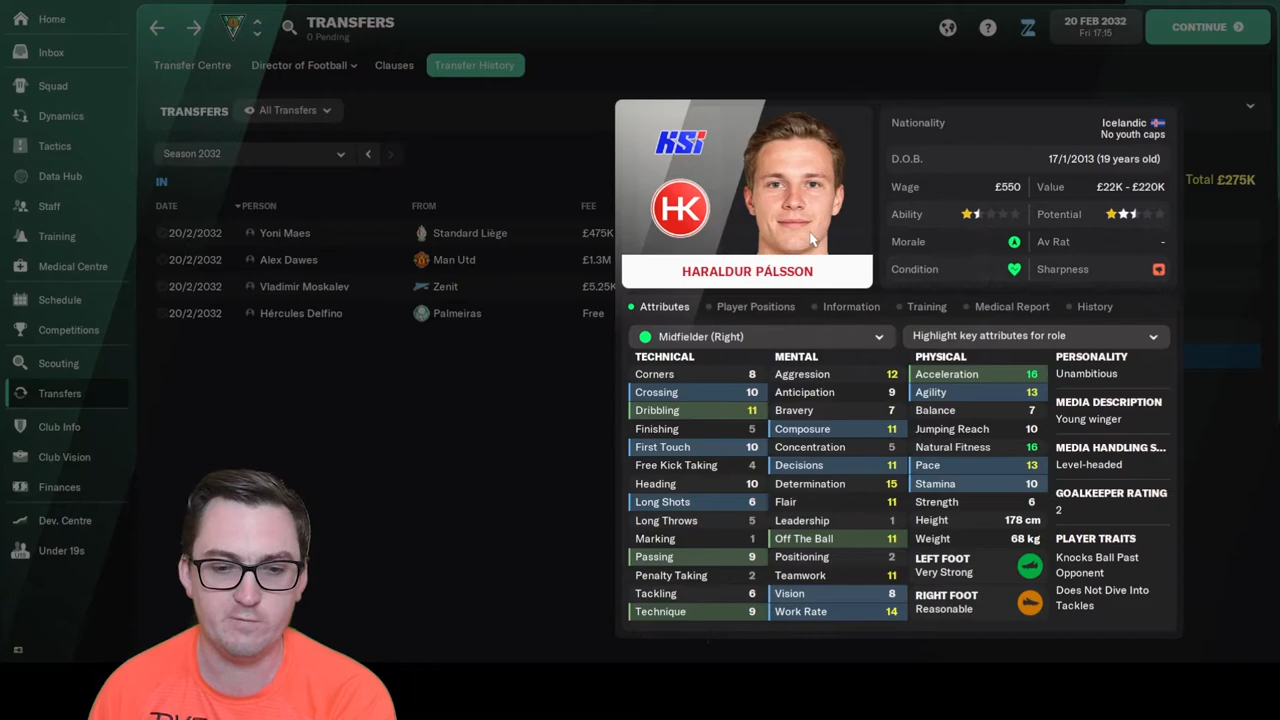 Home
TRANSFERS
0 Pending
20 FEB 2032
Fri 17:15
CONTINUE
Inbox
Squad
Dynamics
Tactics
Data Hub
Staff
Training
Medical Centre
Schedule
Competitions
Scouting
Transfers
Club Info
Club Vision
Finances
Dev. Centre
Under 19s
Transfer Centre
Director of Football
Clauses
Transfer History
TRANSFERS
All Transfers
Season 2032
Total £275K
IN
DATE PERSON FROM FEE
20/2/2032 Yoni Maes Standard Liège £475K
20/2/2032 Alex Dawes Man Utd £1.3M
20/2/2032 Vladimir Moskalev Zenit £5.25K
20/2/2032 Hércules Delfino Palmeiras Free
KSÍ
HK
HARALDUR PÁLSSON
Nationality Icelandic
No youth caps
D.O.B. 17/1/2013 (19 years old)
Wage £550 Value £22K - £220K
Ability Potential
Morale Av Rat -
Condition Sharpness
Attributes Player Positions Information Training Medical Report History
Midfielder (Right) Highlight key attributes for role
TECHNICAL
Corners 8
Crossing 10
Dribbling 11
Finishing 5
First Touch 10
Free Kick Taking 4
Heading 10
Long Shots 6
Long Throws 5
Marking 1
Passing 9
Penalty Taking 2
Tackling 6
Technique 9
MENTAL
Aggression 12
Anticipation 9
Bravery 7
Composure 11
Concentration 5
Decisions 11
Determination 15
Flair 11
Leadership 1
Off The Ball 11
Positioning 2
Teamwork 11
Vision 8
Work Rate 14
PHYSICAL
Acceleration 16
Agility 13
Balance 7
Jumping Reach 10
Natural Fitness 16
Pace 13
Stamina 10
Strength 6
Height 178 cm
Weight 68 kg
LEFT FOOT
Very Strong
RIGHT FOOT
Reasonable
PERSONALITY
Unambitious
MEDIA DESCRIPTION
Young winger
MEDIA HANDLING S...
Level-headed
GOALKEEPER RATING
2
PLAYER TRAITS
Knocks Ball Past
Opponent
Does Not Dive Into
Tackles